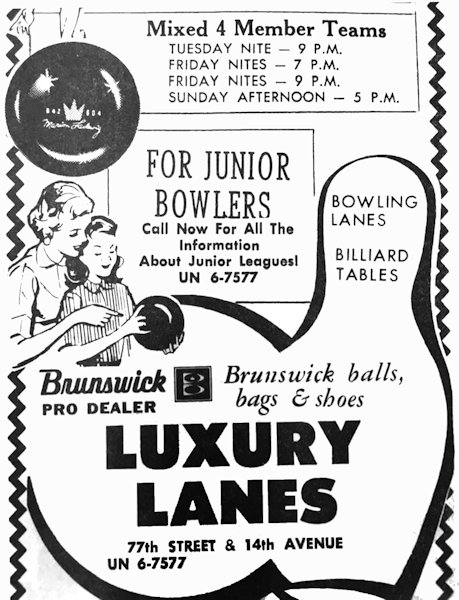 Mixed 4 Member Teams
TUESDAY NITE — 9 P.M.
FRIDAY NITES — 7 P.M.
FRIDAY NITES — 9 P.M.
SUNDAY AFTERNOON — 5 P.M.
FOR JUNIOR
BOWLERS
Call Now For All The
Information
About Junior Leagues!
UN 6-7577
BOWLING
LANES
BILLIARD
TABLES
Brunswick
PRO DEALER
Brunswick balls,
bags & shoes
LUXURY
LANES
77th STREET & 14th AVENUE
UN 6-7577